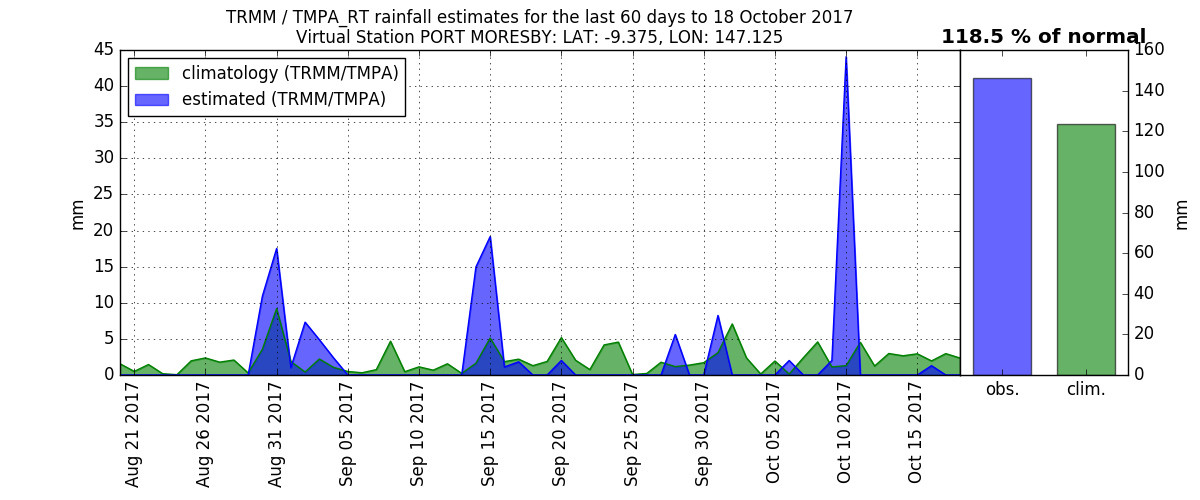 TRMM / TMPA_RT rainfall estimates for the last 60 days to 18 October 2017
Virtual Station PORT MORESBY: LAT: -9.375, LON: 147.125
118.5 % of normal
climatology (TRMM/TMPA)
estimated (TRMM/TMPA)
mm
45
40
35
30
25
20
15
10
5
0
Aug 21 2017
Aug 26 2017
Aug 31 2017
Sep 05 2017
Sep 10 2017
Sep 15 2017
Sep 20 2017
Sep 25 2017
Sep 30 2017
Oct 05 2017
Oct 10 2017
Oct 15 2017
obs.
clim.
160
140
120
100
80
60
40
20
0
mm